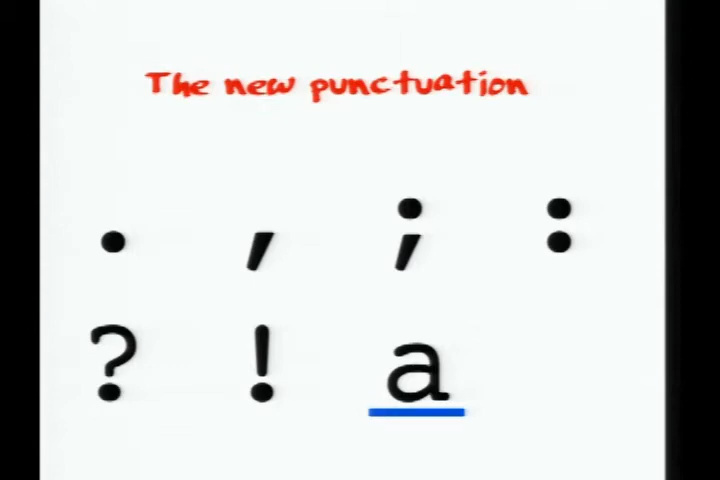 The new punctuation
. , ; :
? ! a